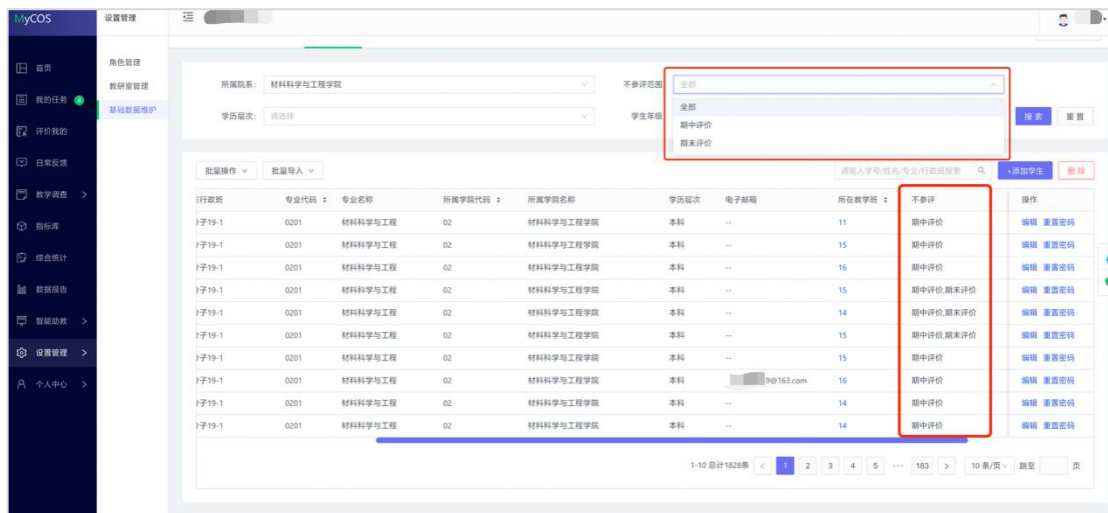 MyCOS
设置管理
首页
我的任务 4
评价我的
日常反馈
教学调查
指标库
综合统计
数据报告
智能助教
设置管理
个人中心
角色管理
教研室管理
基础数据维护
所属院系: 材料科学与工程学院 不参评范围 全部
学历层次: 请选择 学生年级 搜索 重置
全部
期中评价
期末评价
批量操作 批量导入 请输入学号/姓名/专业/行政班搜索 +添加学生 删除
行政班 专业代码 专业名称 所属学院代码 所属学院名称 学历层次 电子邮箱 所在教学班 不参评 操作
子19-1 0201 材料科学与工程 02 材料科学与工程学院 本科 -- 11 期中评价 编辑 重置密码
子19-1 0201 材料科学与工程 02 材料科学与工程学院 本科 -- 15 期中评价 编辑 重置密码
子19-1 0201 材料科学与工程 02 材料科学与工程学院 本科 -- 16 期中评价 编辑 重置密码
子19-1 0201 材料科学与工程 02 材料科学与工程学院 本科 -- 15 期中评价,期末评价 编辑 重置密码
子19-1 0201 材料科学与工程 02 材料科学与工程学院 本科 -- 14 期中评价,期末评价 编辑 重置密码
子19-1 0201 材料科学与工程 02 材料科学与工程学院 本科 -- 15 期中评价,期末评价 编辑 重置密码
子19-1 0201 材料科学与工程 02 材料科学与工程学院 本科 -- 15 期中评价 编辑 重置密码
子19-1 0201 材料科学与工程 02 材料科学与工程学院 本科 9@163.com 16 期中评价 编辑 重置密码
子19-1 0201 材料科学与工程 02 材料科学与工程学院 本科 -- 14 期中评价 编辑 重置密码
子19-1 0201 材料科学与工程 02 材料科学与工程学院 本科 -- 14 期中评价 编辑 重置密码
1-10 总计1828条 < 1 2 3 4 5 ··· 183 > 10 条/页 跳至 页